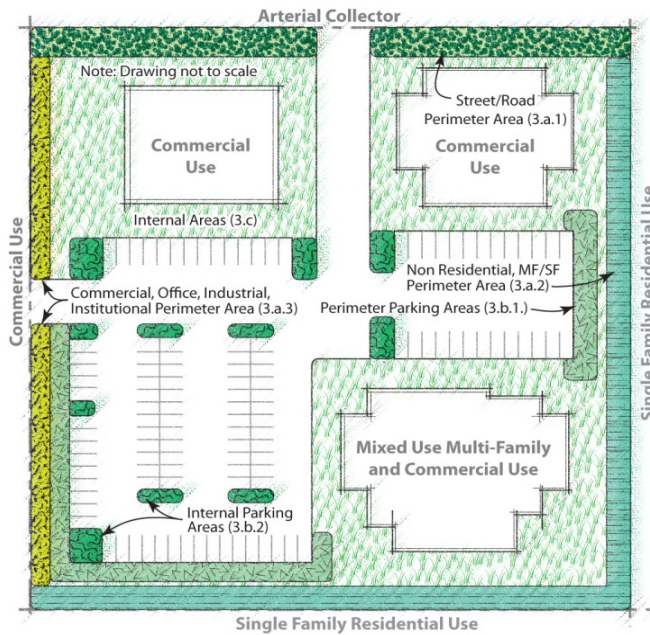 Arterial Collector
Note: Drawing not to scale
Street/Road
Perimeter Area (3.a.1)
Commercial
Use
Commercial
Use
Internal Areas (3.c)
Commercial Use
Commercial, Office, Industrial,
Institutional Perimeter Area (3.a.3)
Non Residential, MF/SF
Perimeter Area (3.a.2)
Perimeter Parking Areas (3.b.1.)
Single Family Residential Use
Mixed Use Multi-Family
and Commercial Use
Internal Parking
Areas (3.b.2)
Single Family Residential Use